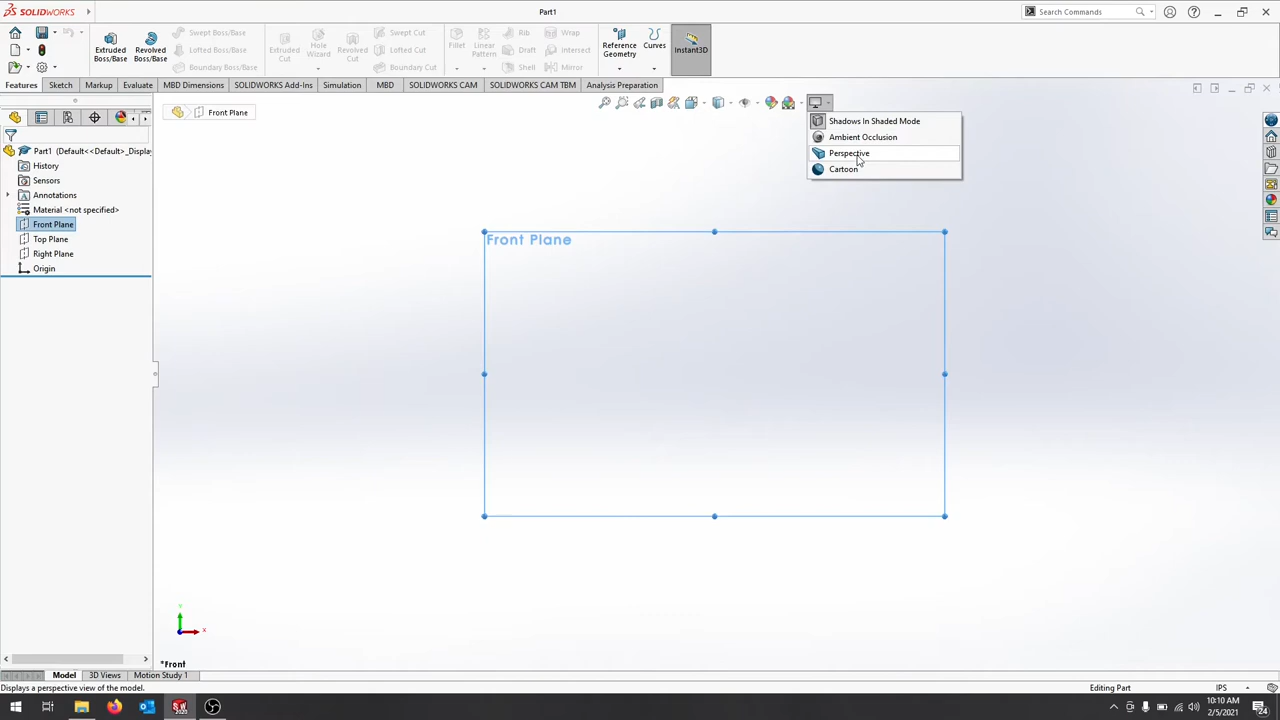 SOLIDWORKS
Part1
Search Commands
Extruded Boss/Base
Revolved Boss/Base
Swept Boss/Base
Lofted Boss/Base
Boundary Boss/Base
Extruded Cut
Hole Wizard
Revolved Cut
Swept Cut
Lofted Cut
Boundary Cut
Fillet
Linear Pattern
Rib
Draft
Shell
Wrap
Intersect
Mirror
Reference Geometry
Curves
Instant3D
Features
Sketch
Markup
Evaluate
MBD Dimensions
SOLIDWORKS Add-Ins
Simulation
MBD
SOLIDWORKS CAM
SOLIDWORKS CAM TBM
Analysis Preparation
Front Plane
Shadows In Shaded Mode
Ambient Occlusion
Perspective
Cartoon
Part1 (Default<<Default>_Display
History
Sensors
Annotations
Material <not specified>
Front Plane
Top Plane
Right Plane
Origin
Front Plane
Y
X
*Front
Model
3D Views
Motion Study 1
Displays a perspective view of the model.
Editing Part
IPS
10:10 AM
2/5/2021
24